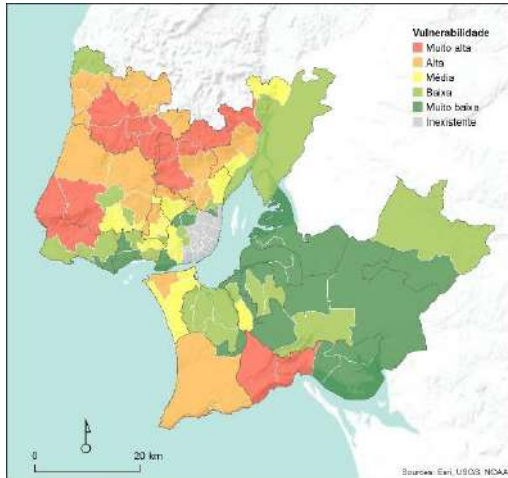 Vulnerabilidade
Muito alta
Alta
Média
Baixa
Muito baixa
Inexistente
0 20 km
Sources: Esri, USGS, NOAA